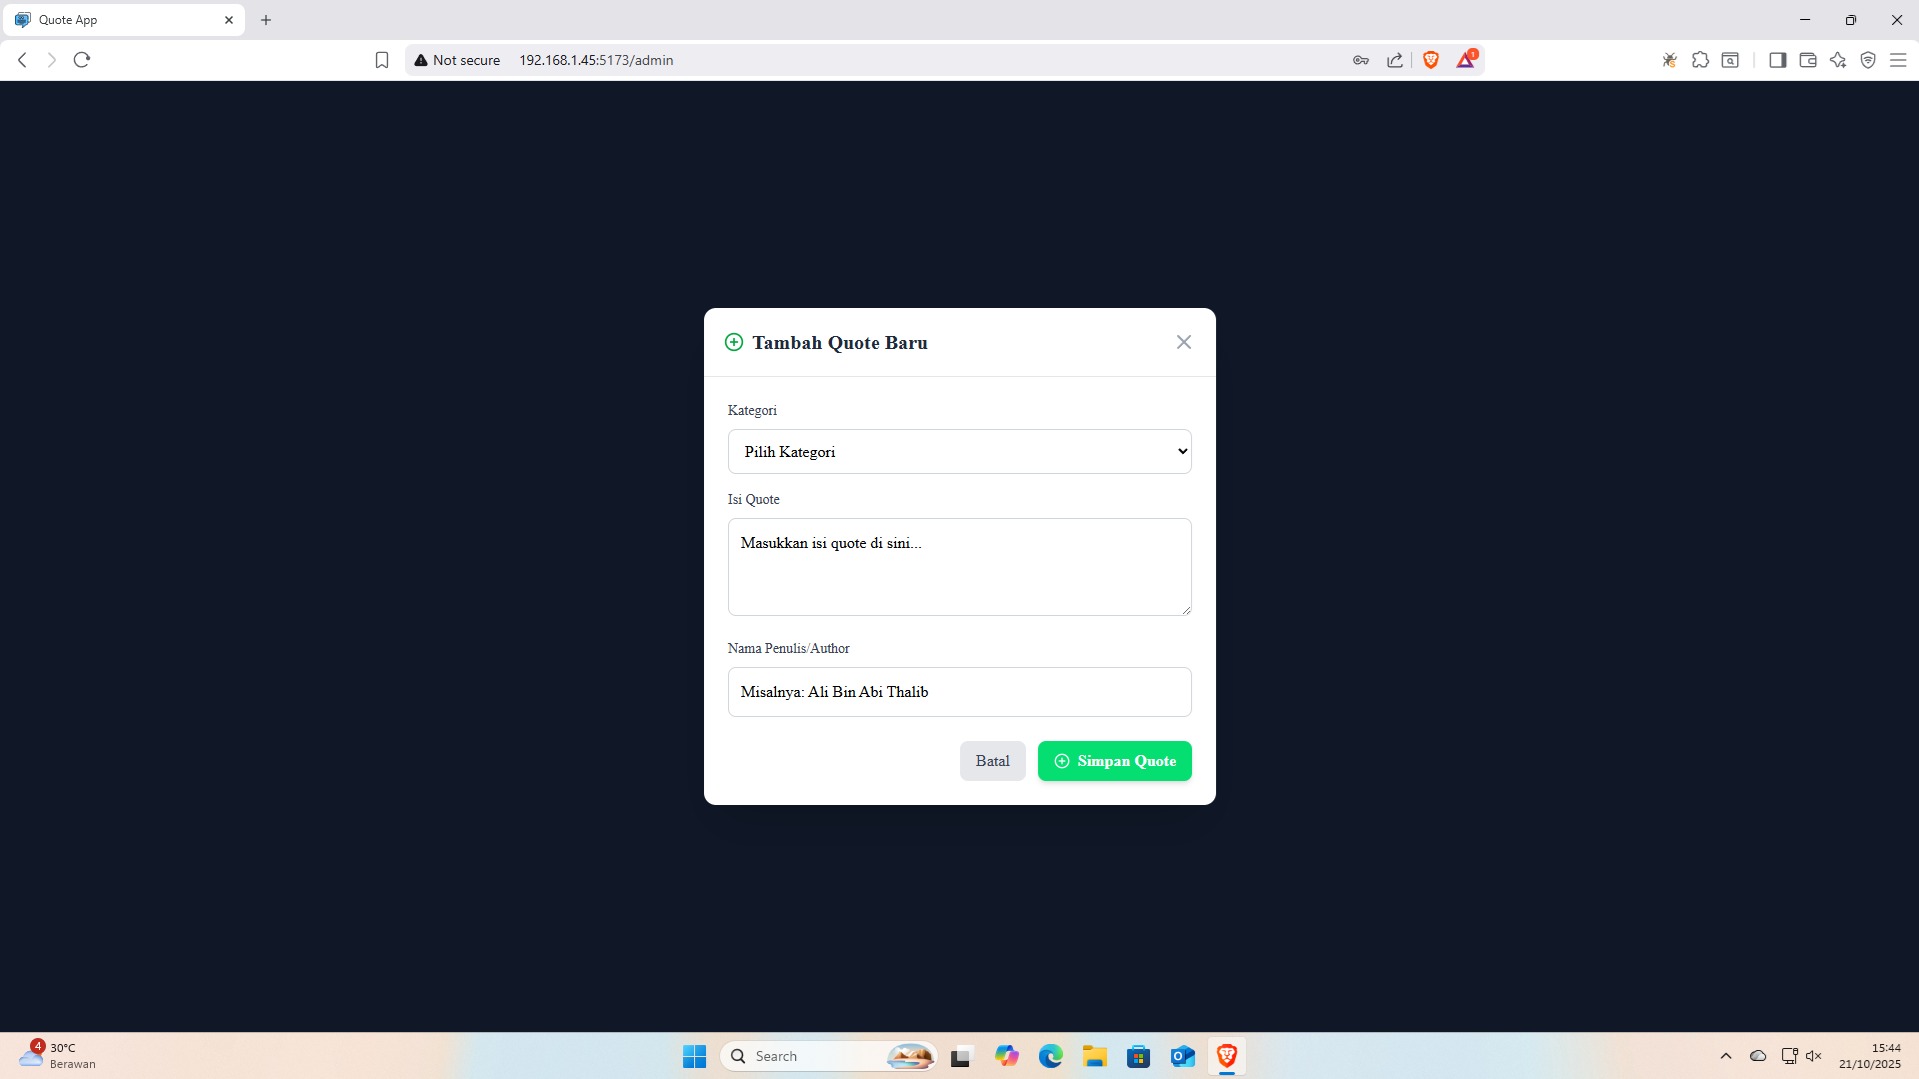 Quote App
Not secure
192.168.1.45:5173/admin
1
Tambah Quote Baru
Kategori
Pilih Kategori
Isi Quote
Masukkan isi quote di sini...
Nama Penulis/Author
Misalnya: Ali Bin Abi Thalib
Batal
Simpan Quote
4
30°C
Berawan
Search
15:44
21/10/2025